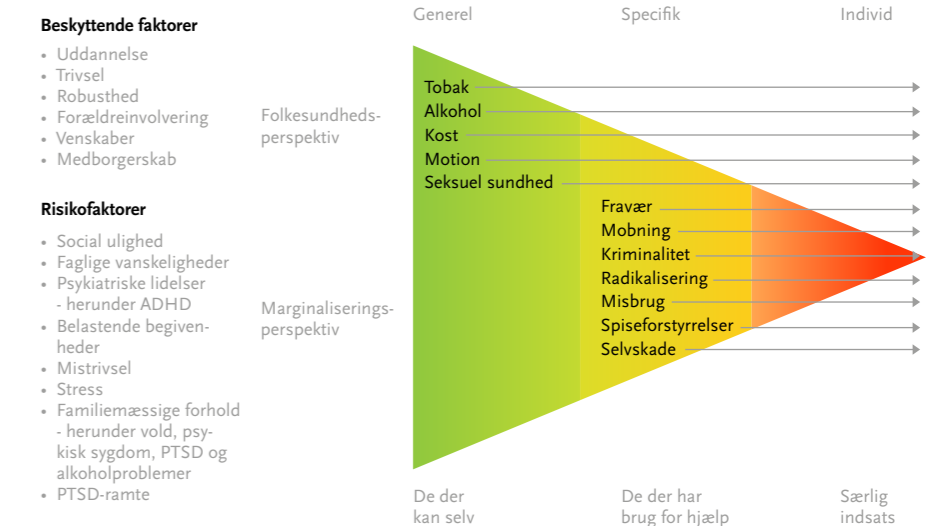 Beskyttende faktorer
• Uddannelse
• Trivsel
• Robusthed
• Forældreinvolvering
• Venskaber
• Medborgerskab
Risikofaktorer
• Social ulighed
• Faglige vanskeligheder
• Psykiatriske lidelser
- herunder ADHD
• Belastende begiven-
heder
• Mistrivsel
• Stress
• Familiemæssige forhold
- herunder vold, psy-
kisk sygdom, PTSD og
alkoholproblemer
• PTSD-ramte
Folkesundheds-
perspektiv
Marginaliserings-
perspektiv
Generel
Specifik
Individ
Tobak
Alkohol
Kost
Motion
Seksuel sundhed
Fravær
Mobning
Kriminalitet
Radikalisering
Misbrug
Spiseforstyrrelser
Selvskade
De der
kan selv
De der har
brug for hjælp
Særlig
indsats